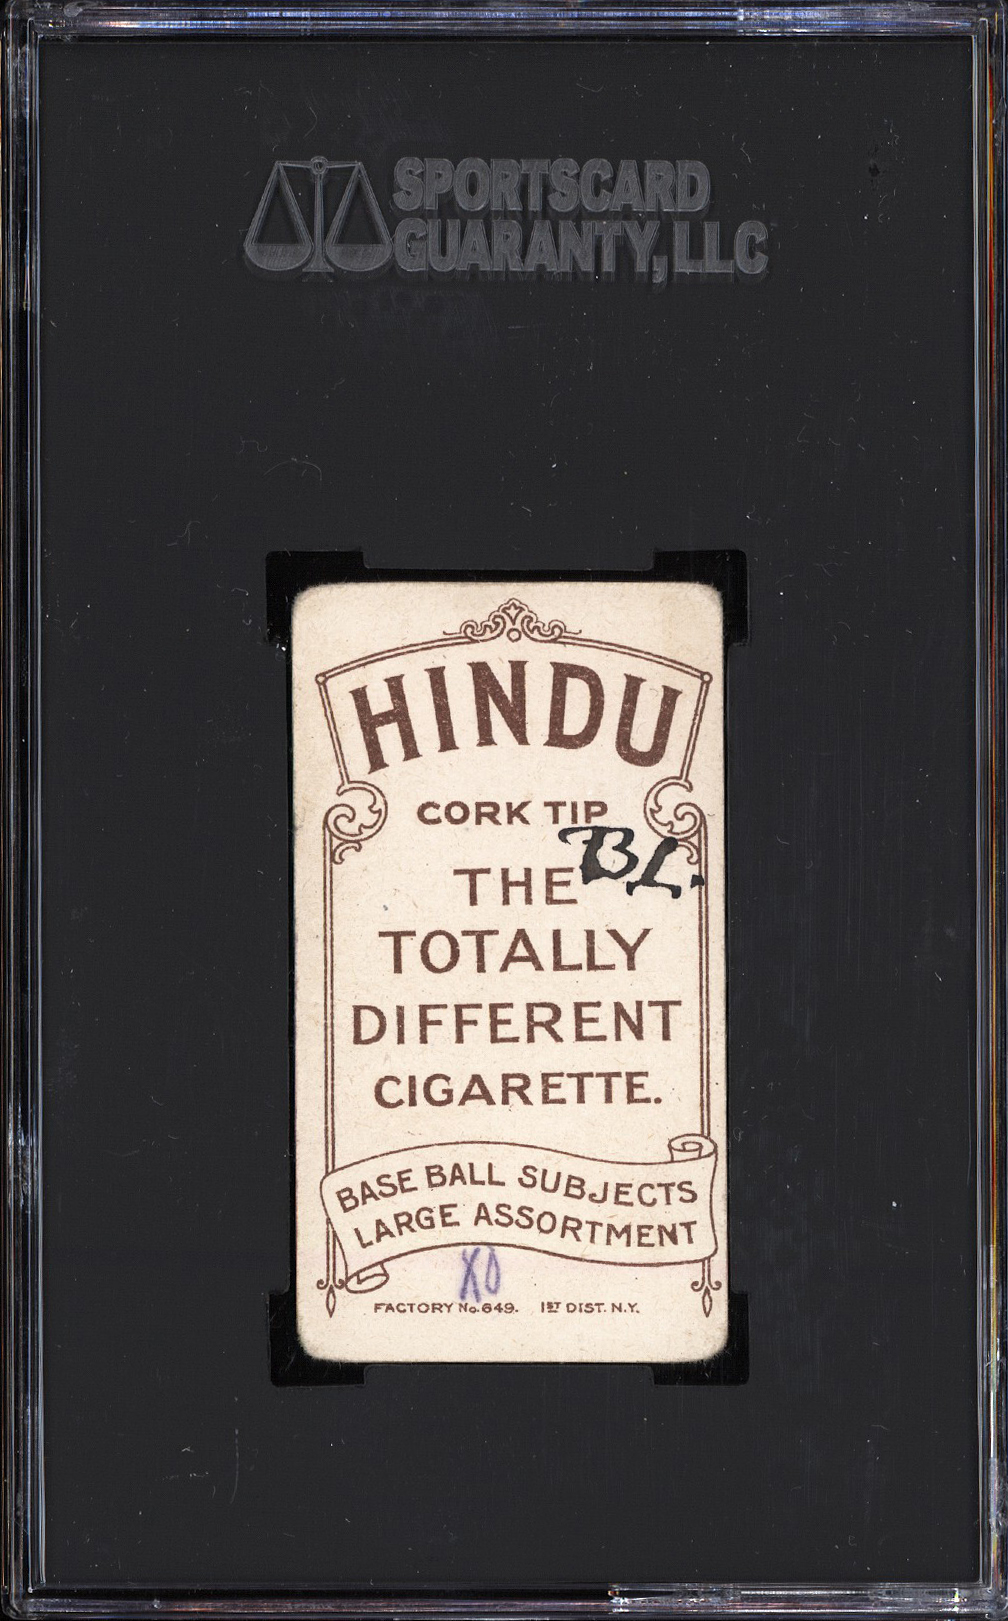 SPORTSCARD
GUARANTY, LLC
HINDU
CORK TIP
BL.
THE
TOTALLY
DIFFERENT
CIGARETTE.
BASE BALL SUBJECTS
LARGE ASSORTMENT
XO
FACTORY No. 649. 1ST DIST. N.Y.